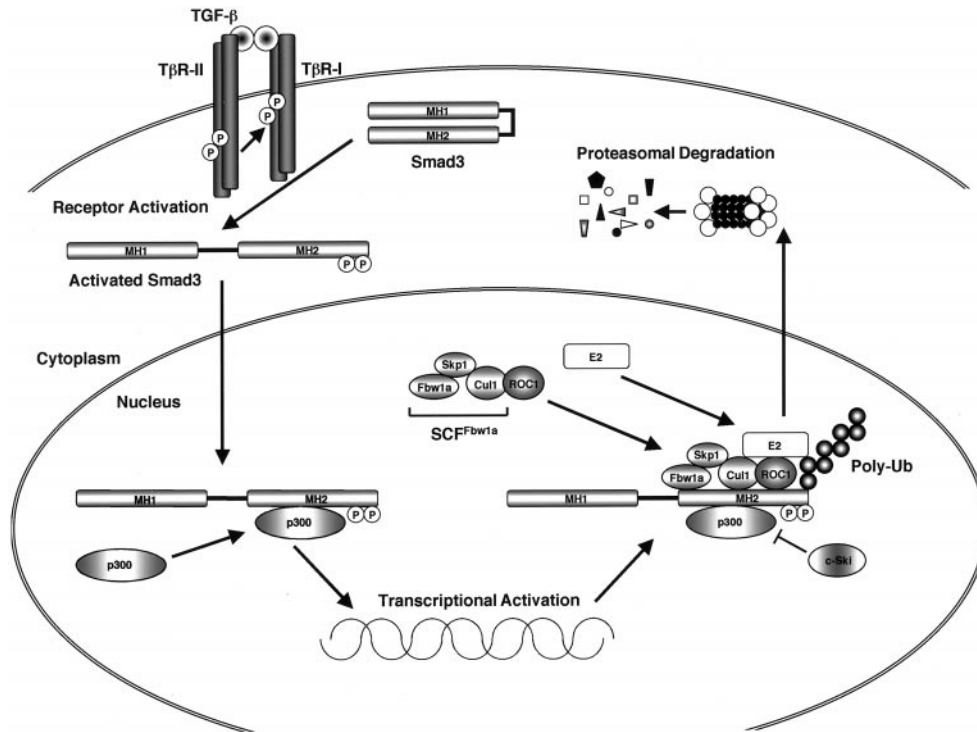 TGF-β
TβR-II
TβR-I
P
P
P
P
MH1
MH2
Smad3
Proteasomal Degradation
Receptor Activation
MH1
MH2
P P
Activated Smad3
Cytoplasm
Nucleus
Skp1
Fbw1a
Cul1
ROC1
SCFFbw1a
E2
E2
Skp1
Fbw1a
Cul1
ROC1
Poly-Ub
MH1
MH2
P P
p300
p300
MH1
MH2
P P
p300
c-Ski
Transcriptional Activation